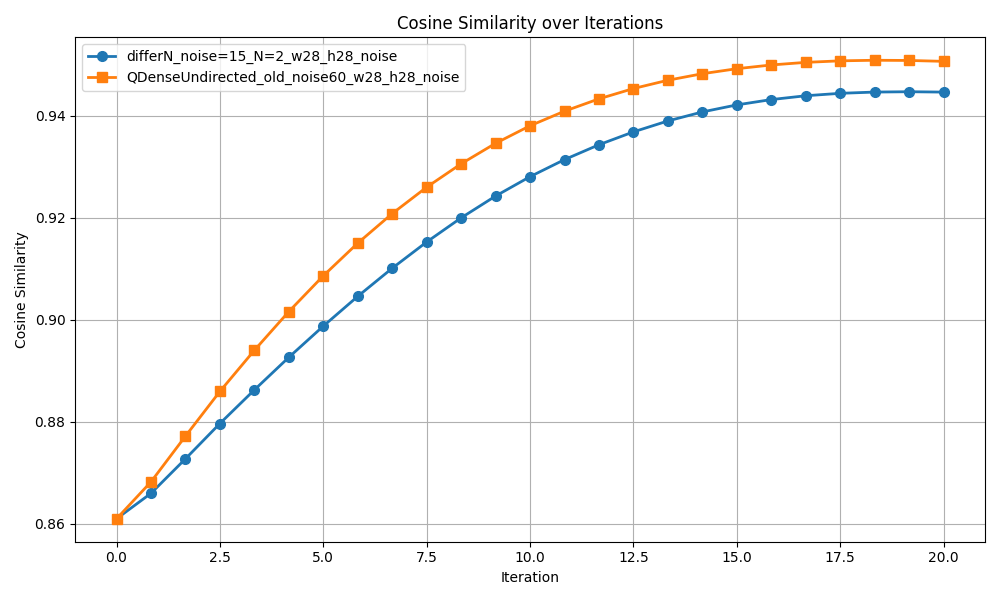 Cosine Similarity over Iterations
differN_noise=15_N=2_w28_h28_noise
QDenseUndirected_old_noise60_w28_h28_noise
Cosine Similarity
0.94
0.92
0.90
0.88
0.86
0.0 2.5 5.0 7.5 10.0 12.5 15.0 17.5 20.0
Iteration